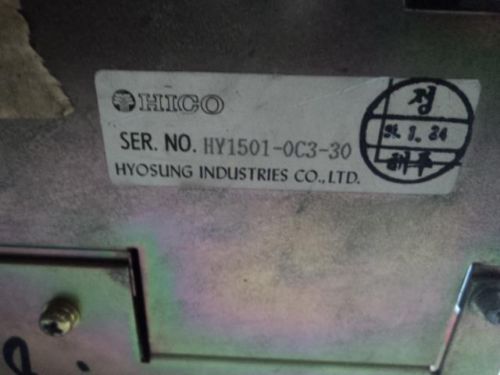 HICO
SER. NO. HY1501-0C3-30
HYOSUNG INDUSTRIES CO., LTD.
정